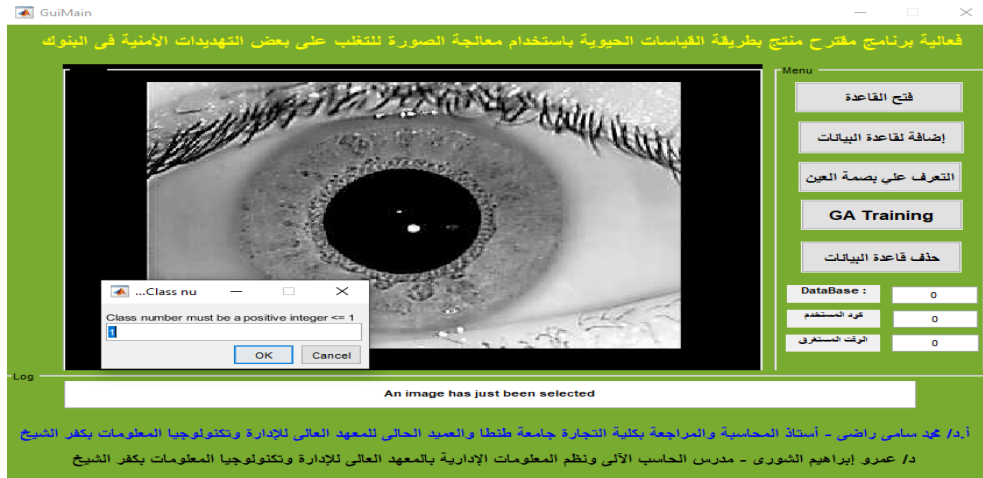 GuiMain
فعالية برنامج مقترح منتج بطريقة القياسات الحيوية باستخدام معالجة الصورة للتغلب على بعض التهديدات الأمنية فى البنوك
Menu
فتح القاعدة
إضافة لقاعدة البيانات
التعرف علي بصمة العين
GA Training
حذف قاعدة البيانات
DataBase :
0
كود المستخدم
0
الوقت المستغرق
0
...Class nu
Class number must be a positive integer <= 1
1
OK
Cancel
Log
An image has just been selected
أ.د/ محمد سامى راضى - أستاذ المحاسبة والمراجعة بكلية التجارة جامعة طنطا والعميد الحالى للمعهد العالى للإدارة وتكنولوجيا المعلومات بكفر الشيخ
د/ عمرو إبراهيم الشورى - مدرس الحاسب الآلى ونظم المعلومات الإدارية بالمعهد العالى للإدارة وتكنولوجيا المعلومات بكفر الشيخ